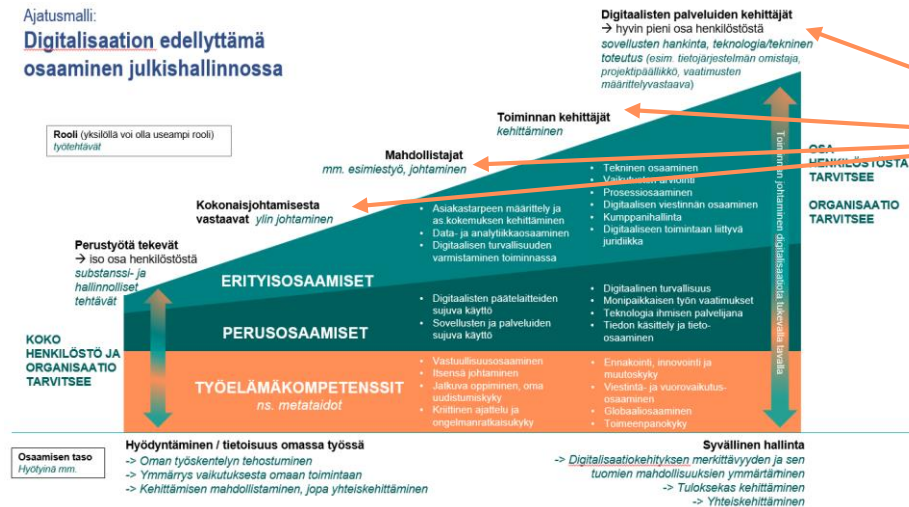 Ajatusmalli:
Digitalisaation edellyttämä
osaaminen julkishallinnossa
Rooli (yksilöllä voi olla useampi rooli)
työtehtävät
Digitaalisten palveluiden kehittäjät
→ hyvin pieni osa henkilöstöstä
sovellusten hankinta, teknologia/tekninen
toteutus (esim. tietojärjestelmän omistaja,
projektipäällikkö, vaatimusten
määrittelyvastaava)
Toiminnan kehittäjät
kehittäminen
Mahdollistajat
mm. esimiestyö, johtaminen
Kokonaisjohtamisesta
vastaavat ylin johtaminen
Perustyötä tekevät
→ iso osa henkilöstöstä
substanssi- ja
hallinnolliset
tehtävät
KOKO
HENKILÖSTÖ JA
ORGANISAATIO
TARVITSEE
ERITYISOSAAMISET
• Asiakastarpeen määrittely ja
as.kokemuksen kehittäminen
• Data- ja analytiikkaosaaminen
• Digitaalisen turvallisuuden
varmistaminen toiminnassa
• Tekninen osaaminen
• Vaikutusten arviointi
• Prosessiosaaminen
• Digitaalisen viestinnän osaaminen
• Kumppanihallinta
• Digitaaliseen toimintaan liittyvä
juridiikka
PERUSOSAAMISET
• Digitaalisten päätelaitteiden
sujuva käyttö
• Sovellusten ja palveluiden
sujuva käyttö
• Digitaalinen turvallisuus
• Monipaikkaisen työn vaatimukset
• Teknologia ihmisen palvelijana
• Tiedon käsittely ja tieto-
osaaminen
TYÖELÄMÄKOMPETENSSIT
ns. metataidot
• Vastuullisuusosaaminen
• Itsensä johtaminen
• Jatkuva oppiminen, oma
uudistumiskyky
• Kriittinen ajattelu ja
ongelmanratkaisukyky
• Ennakointi, innovointi ja
muutoskyky
• Viestintä- ja vuorovaikutus-
osaaminen
• Globaaliosaaminen
• Toimeenpanokyky
Toiminnan johtaminen digitalisaatiota tukevalla tavalla
OSA
HENKILÖSTÖSTÄ
TARVITSEE
ORGANISAATIO
TARVITSEE
Osaamisen taso
Hyötyinä mm.
Hyödyntäminen / tietoisuus omassa työssä
-> Oman työskentelyn tehostuminen
-> Ymmärrys vaikutuksesta omaan toimintaan
-> Kehittämisen mahdollistaminen, jopa yhteiskehittäminen
Syvällinen hallinta
-> Digitalisaatiokehityksen merkittävyyden ja sen
tuomien mahdollisuuksien ymmärtäminen
-> Tuloksekas kehittäminen
-> Yhteiskehittäminen